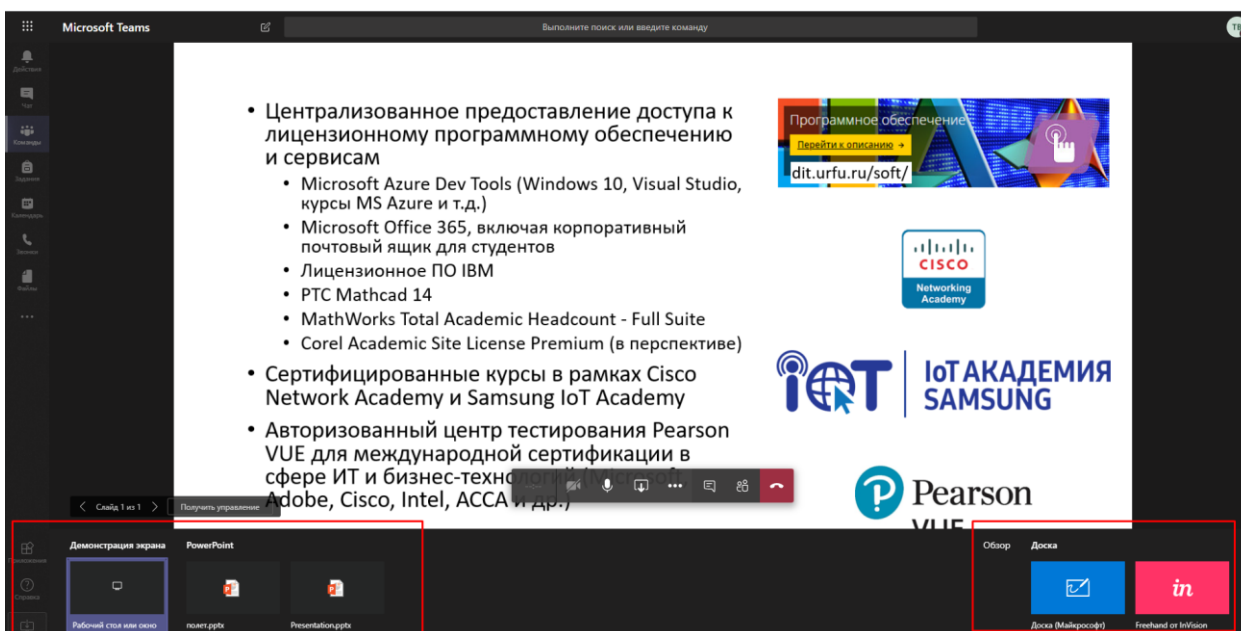 Microsoft Teams
Выполните поиск или введите команду
ТВ
Действия
Чат
Команды
Задания
Календарь
Звонки
Файлы
• Централизованное предоставление доступа к
лицензионному программному обеспечению
и сервисам
• Microsoft Azure Dev Tools (Windows 10, Visual Studio,
курсы MS Azure и т.д.)
• Microsoft Office 365, включая корпоративный
почтовый ящик для студентов
• Лицензионное ПО IBM
• PTC Mathcad 14
• MathWorks Total Academic Headcount - Full Suite
• Corel Academic Site License Premium (в перспективе)
• Сертифицированные курсы в рамках Cisco
Network Academy и Samsung IoT Academy
• Авторизованный центр тестирования Pearson
VUE для международной сертификации в
сфере ИТ и бизнес-технологий (Microsoft,
Adobe, Cisco, Intel, ACCA и др.)
Программное обеспечение
Перейти к описанию →
dit.urfu.ru/soft/
CISCO
Networking
Academy
IOT
IoT АКАДЕМИЯ
SAMSUNG
Pearson
VUE
Слайд 1 из 1
Получить управление
Приложения
Справка
Демонстрация экрана
PowerPoint
Обзор
Доска
in
Рабочий стол или окно
полет.pptx
Presentation.pptx
Доска (Майкрософт)
Freehand от InVision